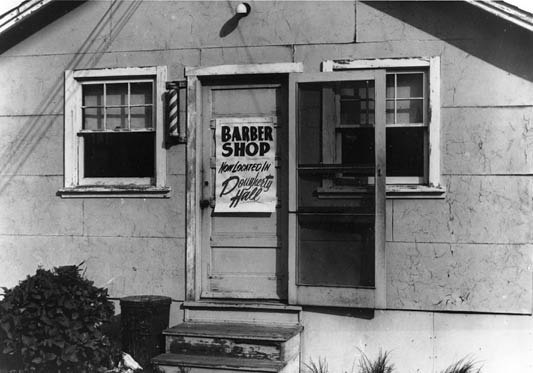 BARBER
SHOP
NOW LOCATED IN
Dougherty
Hall